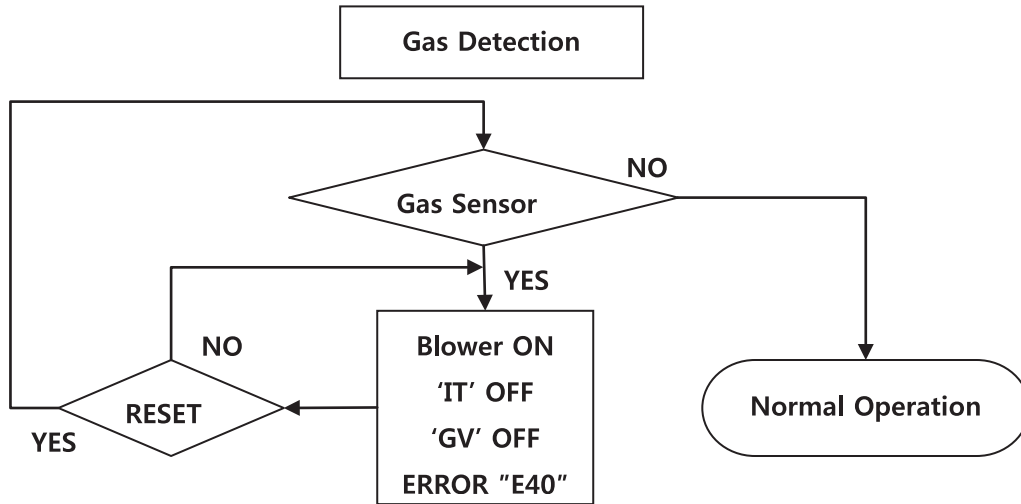 Gas Detection
NO
Gas Sensor
YES
Blower ON
‘IT’ OFF
‘GV’ OFF
ERROR "E40"
NO
RESET
YES
Normal Operation